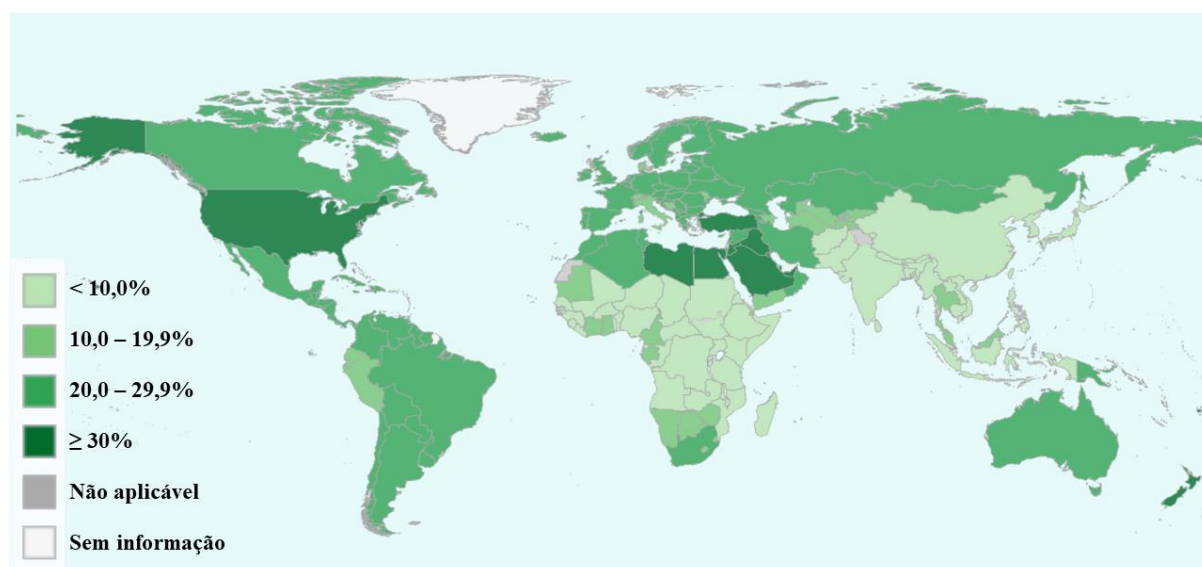 < 10,0%
10,0 – 19,9%
20,0 – 29,9%
≥ 30%
Não aplicável
Sem informação